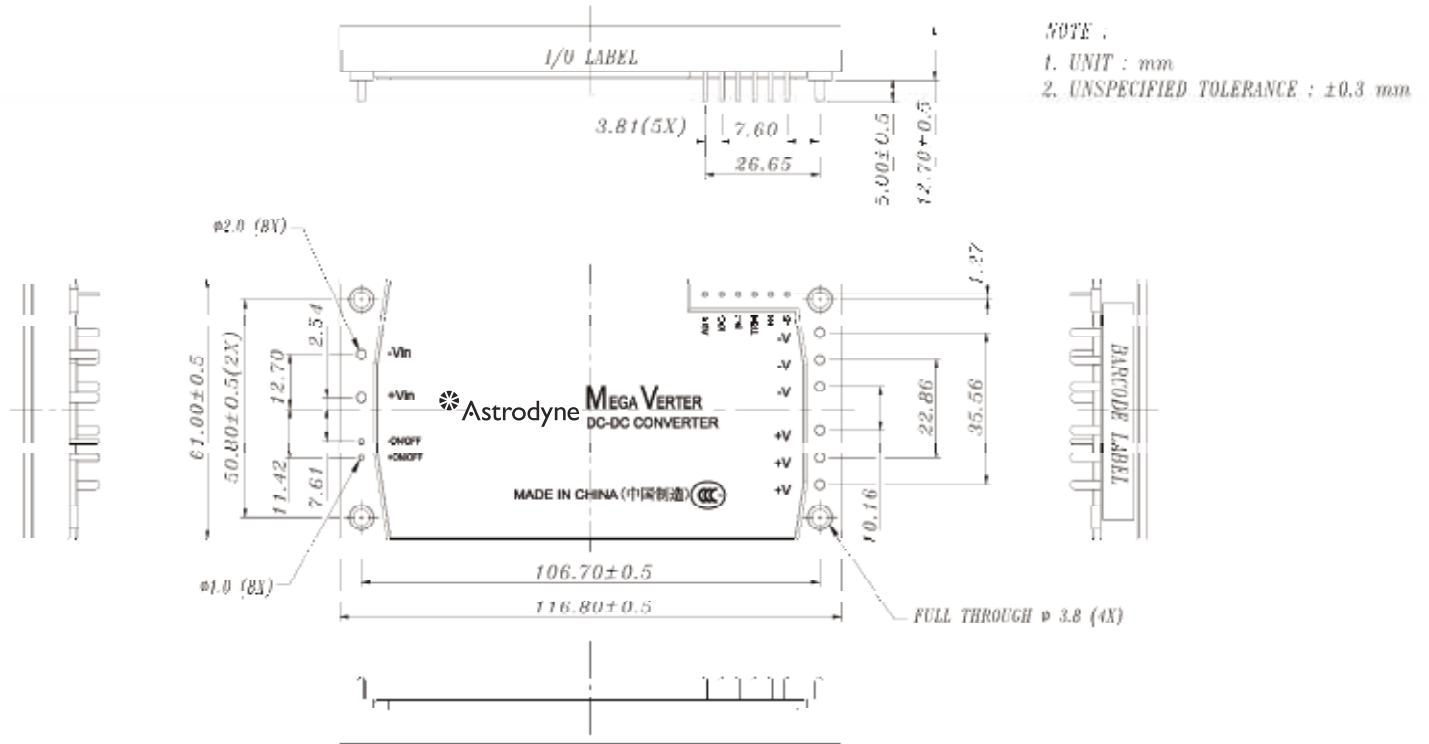 I/O LABEL
NOTE :
1. UNIT : mm
2. UNSPECIFIED TOLERANCE : ±0.3 mm
3.81(5X)
7.60
26.65
5.00±0.5
12.70±0.5
φ2.0 (8X)
1.27
61.00±0.5
50.80±0.5(2X)
12.70
2.54
11.42
7.61
-Vin
+Vin
-ON/OFF
+ON/OFF
Astrodyne
MEGA VERTER
DC-DC CONVERTER
MADE IN CHINA(中国制造)
CCC
TRIM
-S
-V
-V
-V
+V
+V
+V
10.16
22.86
35.56
BARCODE LABEL
φ1.0 (8X)
106.70±0.5
116.80±0.5
FULL THROUGH φ 3.8 (4X)